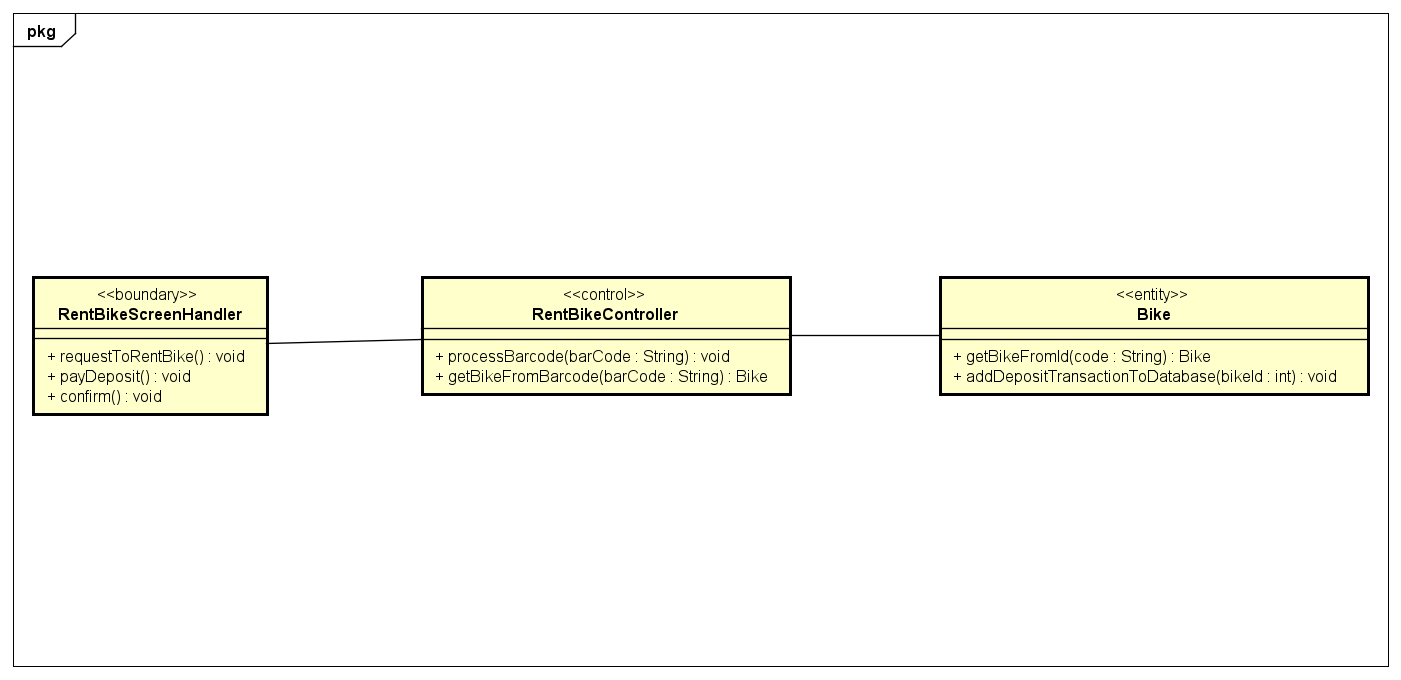 pkg
<<boundary>>
RentBikeScreenHandler
+ requestToRentBike() : void
+ payDeposit() : void
+ confirm() : void
<<control>>
RentBikeController
+ processBarcode(barCode : String) : void
+ getBikeFromBarcode(barCode : String) : Bike
<<entity>>
Bike
+ getBikeFromId(code : String) : Bike
+ addDepositTransactionToDatabase(bikeId : int) : void